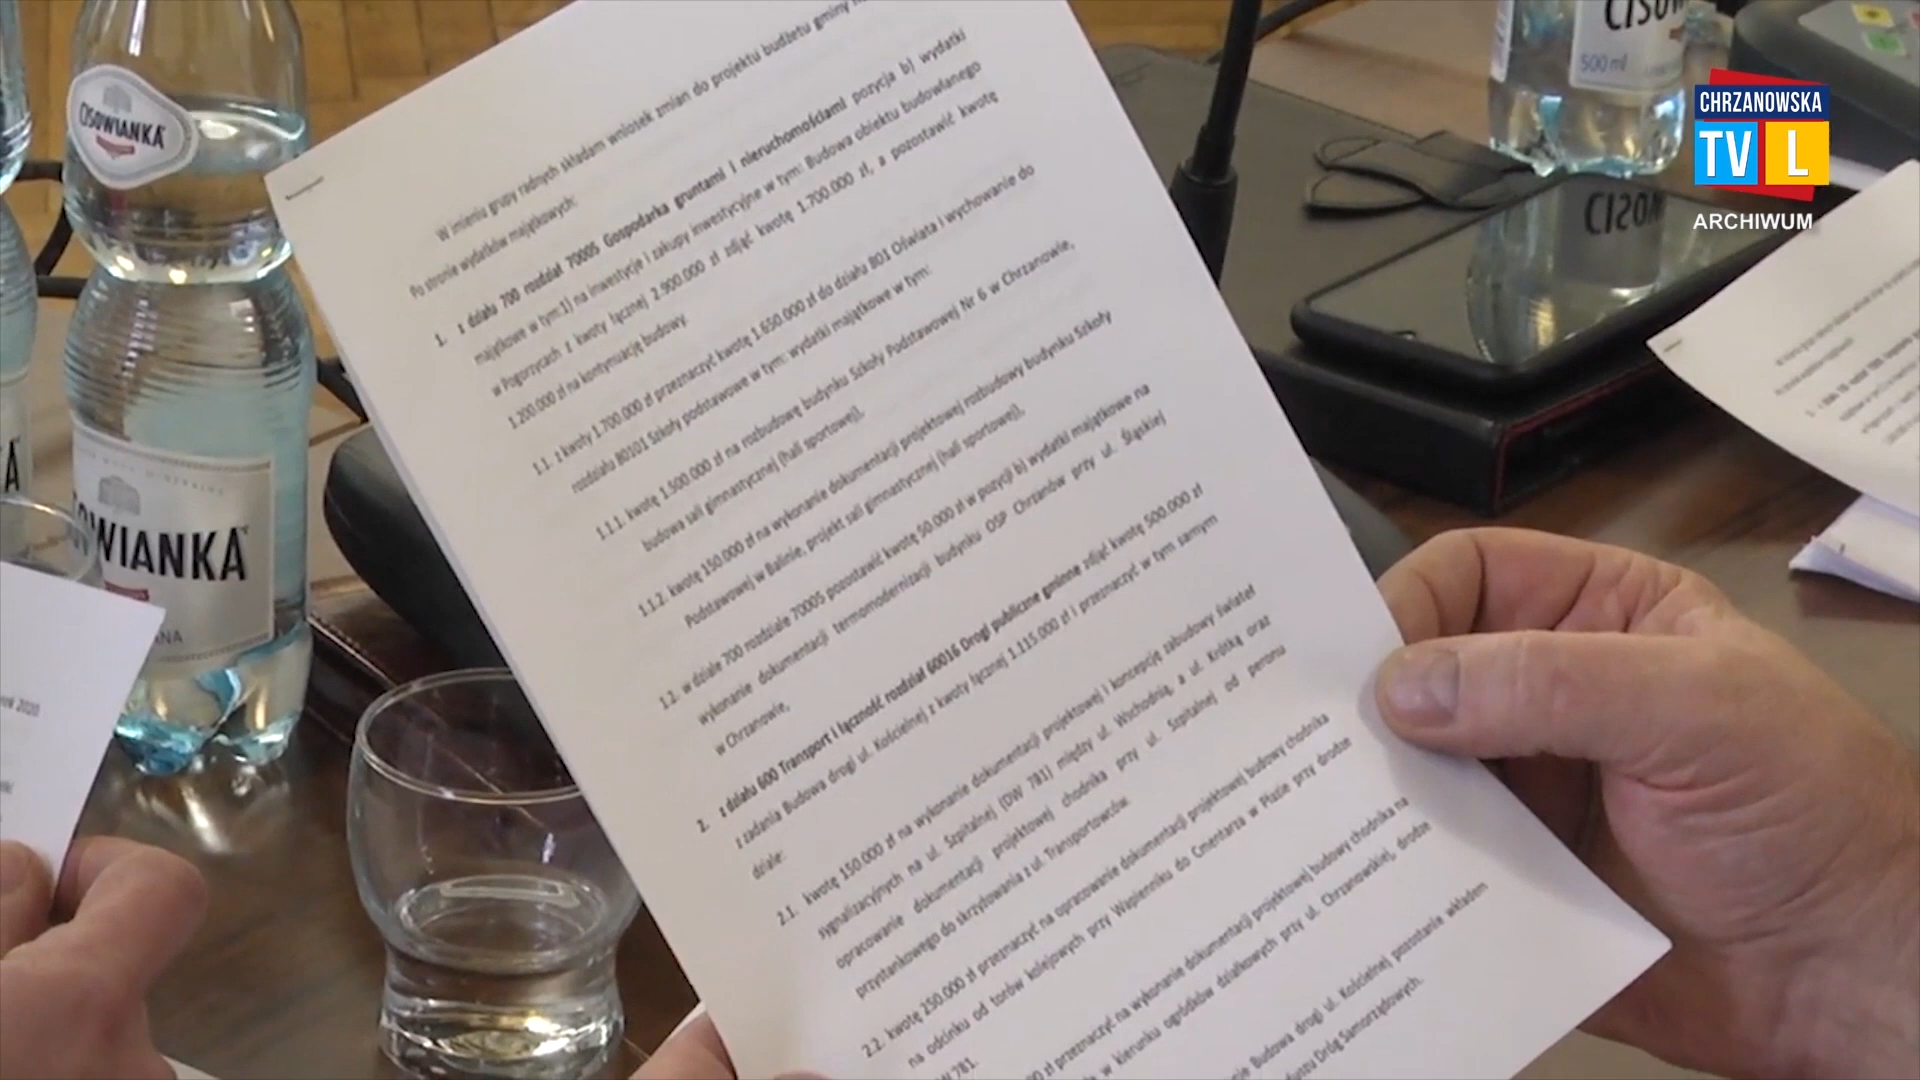 W imieniu grupy radnych składam wniosek zmian do projektu budżetu gminy
Po stronie wydatków majątkowych:
1. z działu 700 rozdział 70005 Gospodarka gruntami i nieruchomościami pozycja b) wydatki
majątkowe w tym:1) na inwestycje i zakupy inwestycyjne w tym: Budowa obiektu budowlanego
w Pogorzycach z kwoty łącznej 2.900.000 zł zdjąć kwotę 1.700.000 zł, a pozostawić kwotę
1.200.000 zł na kontynuację budowy.
1.1. z kwoty 1.700.000 zł przeznaczyć kwotę 1.650.000 zł do działu 801 Oświata i wychowanie do
rozdziału 80101 Szkoły podstawowe w tym: wydatki majątkowe w tym:
1.1.1. kwotę 1.500.000 zł na rozbudowę budynku Szkoły Podstawowej Nr 6 w Chrzanowie,
budowa sali gimnastycznej (hali sportowej),
1.1.2. kwotę 150.000 zł na wykonanie dokumentacji projektowej rozbudowy budynku Szkoły
Podstawowej w Balinie, projekt sali gimnastycznej (hali sportowej),
1.2. w dziale 700 rozdziale 70005 pozostawić kwotę 50.000 zł w pozycji b) wydatki majątkowe na
wykonanie dokumentacji termomodernizacji budynku OSP Chrzanów przy ul. Śląskiej
w Chrzanowie,
2. z działu 600 Transport i łączność rozdział 60016 Drogi publiczne gminne zdjąć kwotę 500.000 zł
z zadania Budowa drogi ul. Kościelnej z kwoty łącznej 1.115.000 zł i przeznaczyć w tym samym
dziale:
2.1. kwotę 150.000 zł na wykonanie dokumentacji projektowej i koncepcję zabudowy świateł
sygnalizacyjnych na ul. Szpitalnej (DW 781) między ul. Wschodnią, a ul. Krótką oraz
opracowanie dokumentacji projektowej chodnika przy ul. Szpitalnej od peronu
przystankowego do skrzyżowania z ul. Transportowców.
2.2. kwotę 250.000 zł przeznaczyć na opracowanie dokumentacji projektowej budowy chodnika
na odcinku od torów kolejowych przy Wapienniku do Cmentarza w Płazie przy drodze
781.
zł przeznaczyć na wykonanie dokumentacji projektowej budowy chodnika na
w kierunku ogródków działkowych przy ul. Chrzanowskiej, drodze
Budowa drogi ul. Kościelnej pozostanie wkładem
Dróg Samorządowych.
CISOWIANKA
WIANKA
500 ml
CHRZANOWSKA
TV L
ARCHIWUM
2020